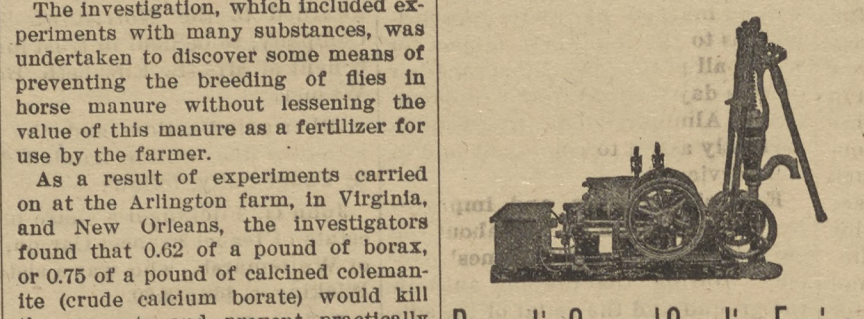 The investigation, which included ex-
periments with many substances, was
undertaken to discover some means of
preventing the breeding of flies in
horse manure without lessening the
value of this manure as a fertilizer for
use by the farmer.
As a result of experiments carried
on at the Arlington farm, in Virginia,
and New Orleans, the investigators
found that 0.62 of a pound of borax,
or 0.75 of a pound of calcined coleman-
ite (crude calcium borate) would kill